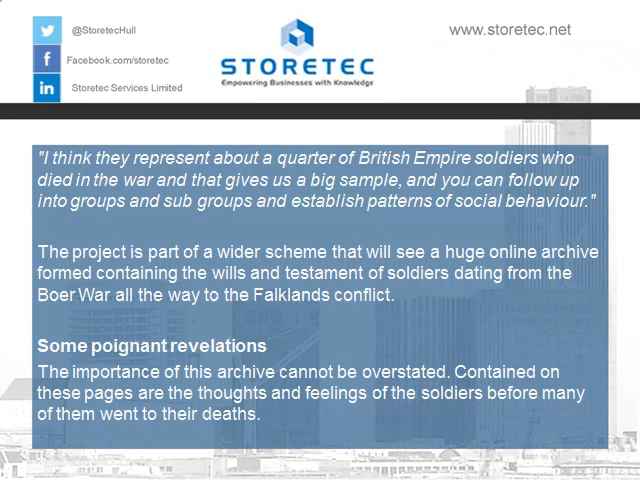 @StoretecHull
www.storetec.net
Facebook.com/storetec
Storetec Services Limited
STORETEC
Empowering Businesses with Knowledge
"I think they represent about a quarter of British Empire soldiers who
died in the war and that gives us a big sample, and you can follow up
into groups and sub groups and establish patterns of social behaviour."
The project is part of a wider scheme that will see a huge online archive
formed containing the wills and testament of soldiers dating from the
Boer War all the way to the Falklands conflict.
Some poignant revelations
The importance of this archive cannot be overstated. Contained on
these pages are the thoughts and feelings of the soldiers before many
of them went to their deaths.